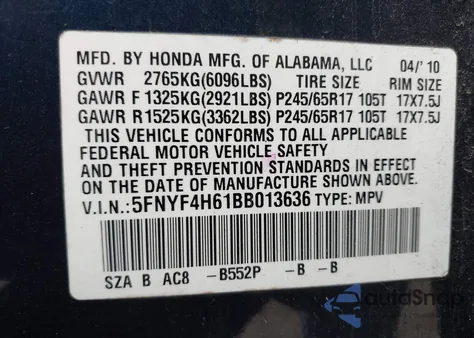 MFD. BY HONDA MFG. OF ALABAMA, LLC 04/'10
GVWR 2765KG(6096LBS) TIRE SIZE RIM SIZE
GAWR F 1325KG(2921LBS) P245/65R17 105T 17X7.5J
GAWR R 1525KG(3362LBS) P245/65R17 105T 17X7.5J
THIS VEHICLE CONFORMS TO ALL APPLICABLE
FEDERAL MOTOR VEHICLE SAFETY
AND THEFT PREVENTION STANDARDS IN EFFECT
ON THE DATE OF MANUFACTURE SHOWN ABOVE.
V.I.N.:5FNYF4H61BB013636 TYPE: MPV
SZA B AC8 -B552P -B -B
autoSnap